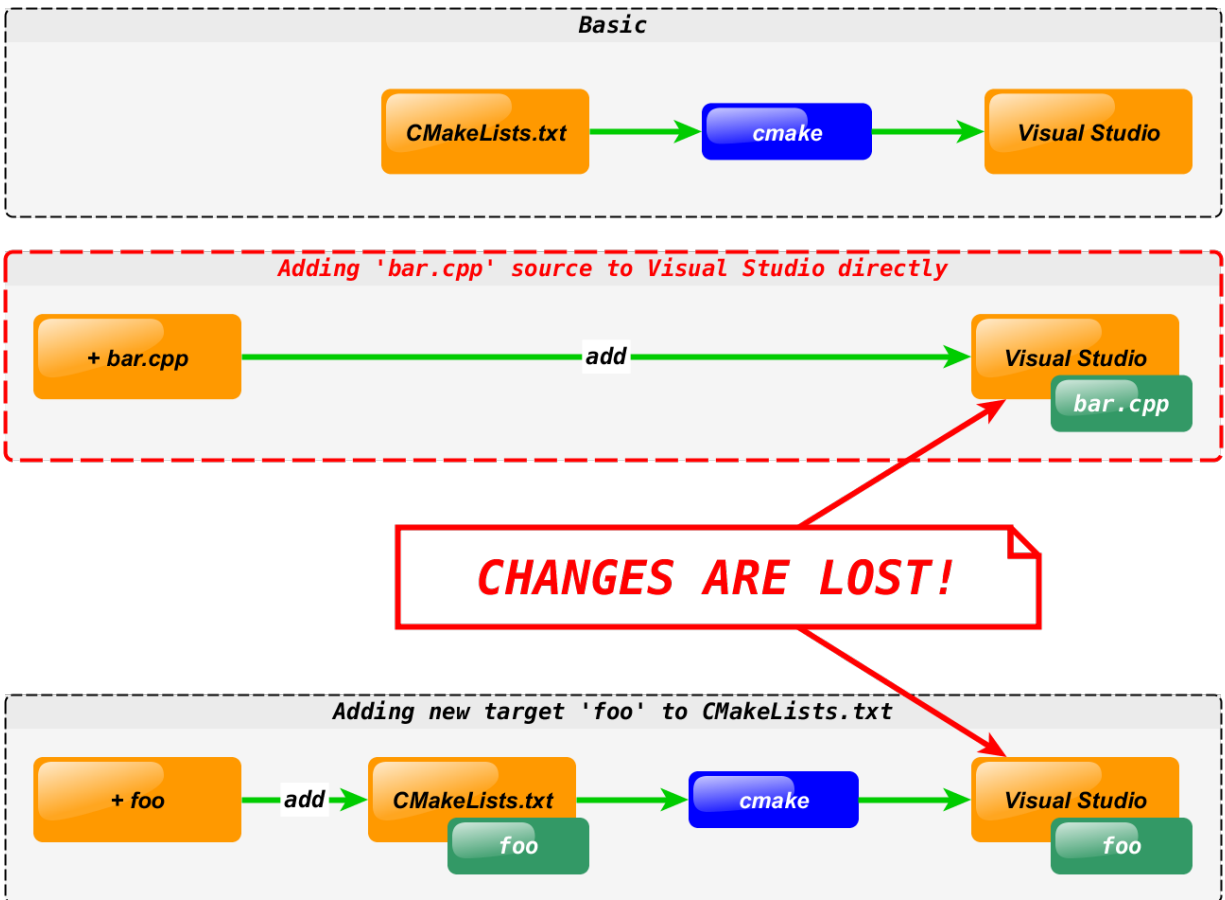 Basic
CMakeLists.txt
cmake
Visual Studio
Adding 'bar.cpp' source to Visual Studio directly
+ bar.cpp
add
Visual Studio
bar.cpp
CHANGES ARE LOST!
Adding new target 'foo' to CMakeLists.txt
+ foo
add
CMakeLists.txt
foo
cmake
Visual Studio
foo